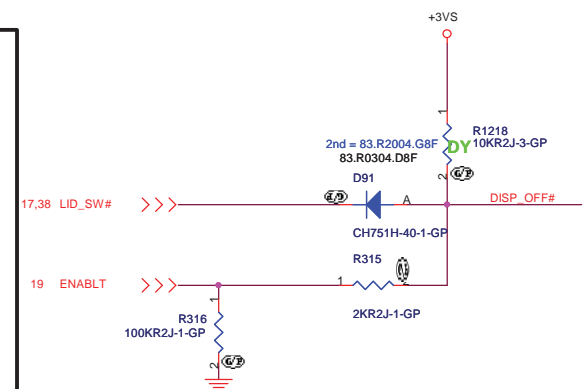 +3VS
1
R1218
2nd = 83.R2004.G8F
DY
10KR2J-3-GP
83.R0304.D8F
2
G/P
D91
17,38 LID_SW#
A
DISP_OFF#
CH751H-40-1-GP
R315
19 ENABLT
1
2KR2J-1-GP
1
R316
100KR2J-1-GP
2
G/P